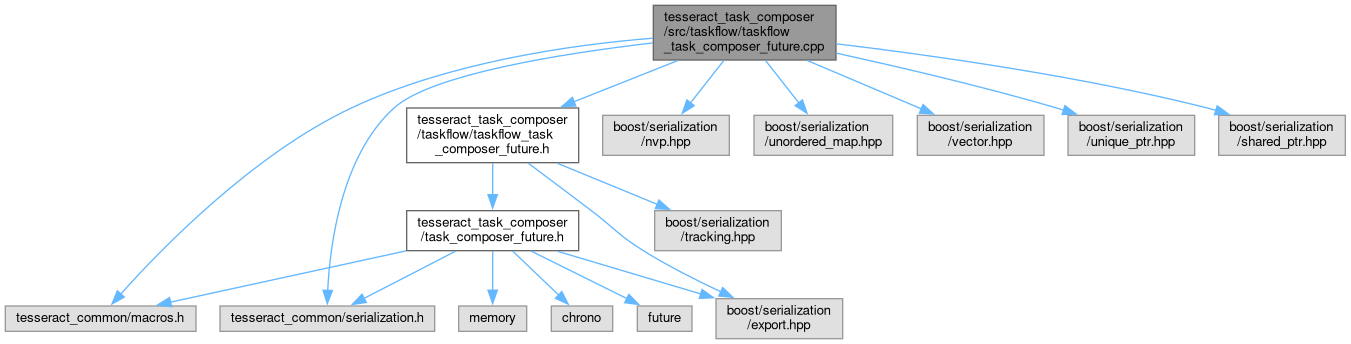 tesseract_task_composer
/src/taskflow/taskflow
_task_composer_future.cpp
tesseract_task_composer
/taskflow/taskflow_task
_composer_future.h
boost/serialization
/nvp.hpp
boost/serialization
/unordered_map.hpp
boost/serialization
/vector.hpp
boost/serialization
/unique_ptr.hpp
boost/serialization
/shared_ptr.hpp
tesseract_task_composer
/task_composer_future.h
boost/serialization
/tracking.hpp
tesseract_common/macros.h
tesseract_common/serialization.h
memory
chrono
future
boost/serialization
/export.hpp